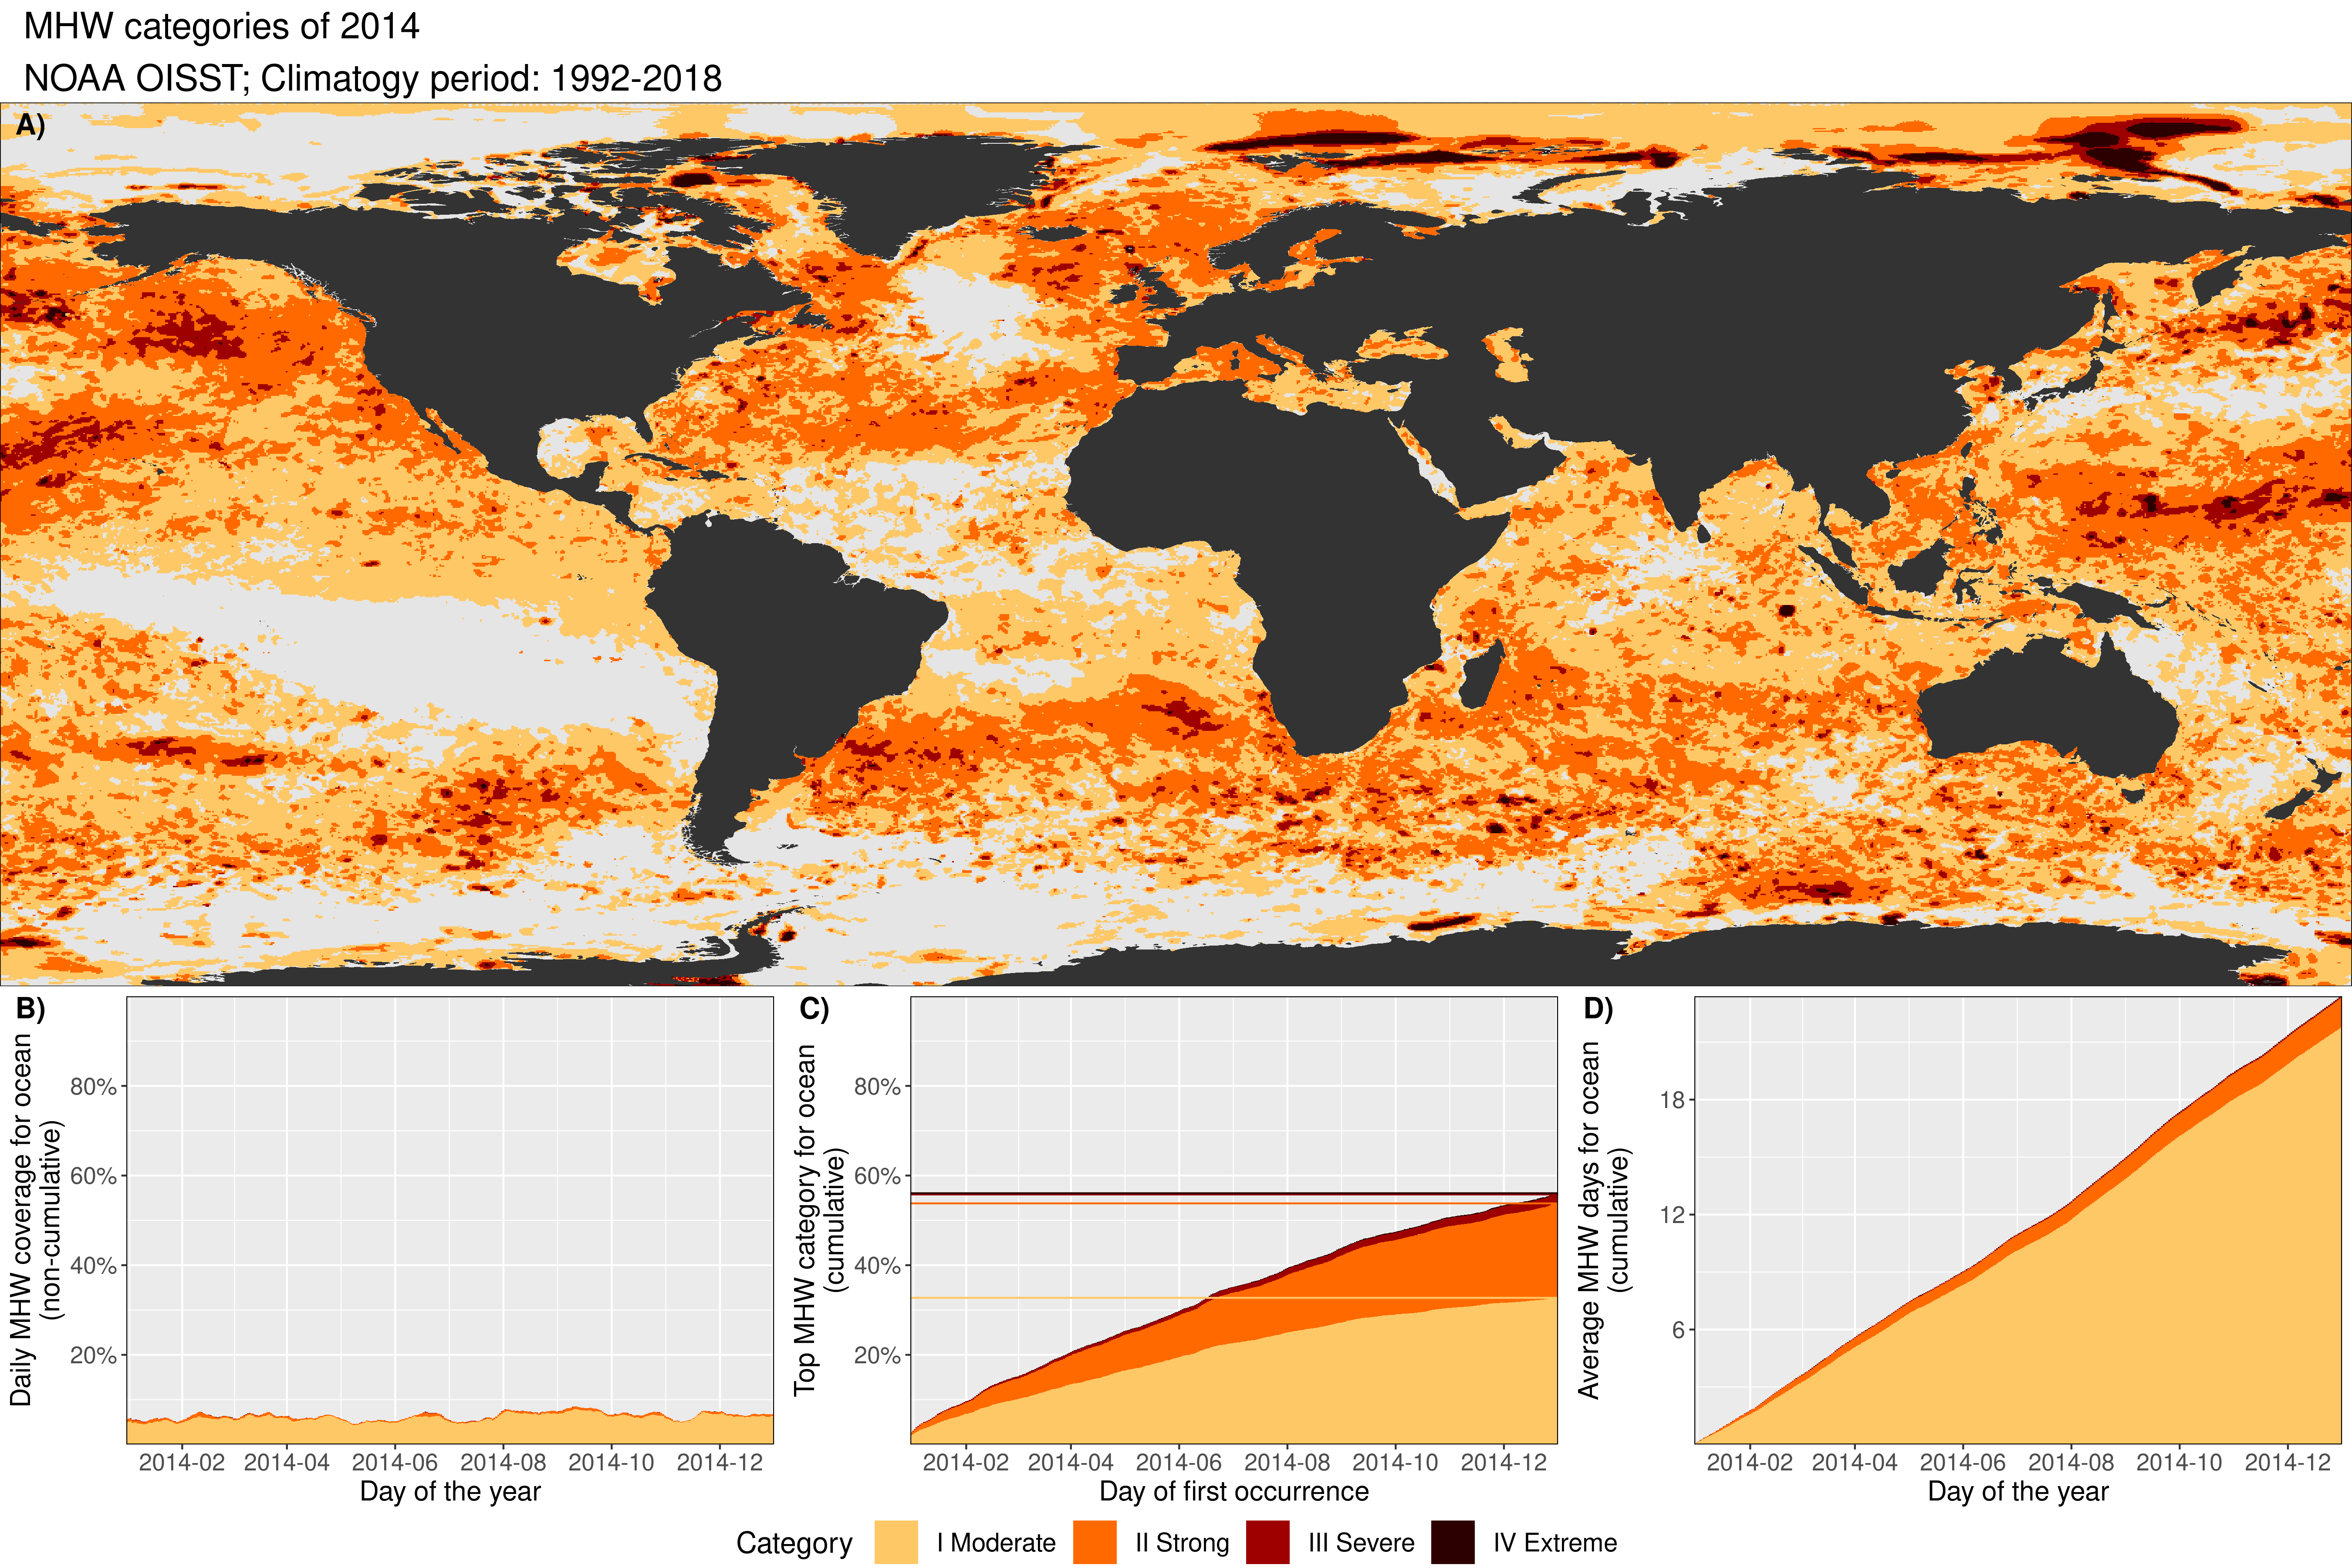 MHW categories of 2014
NOAA OISST; Climatogy period: 1992-2018
A)
B)
Daily MHW coverage for ocean
(non-cumulative)
80%
60%
40%
20%
2014-02 2014-04 2014-06 2014-08 2014-10 2014-12
Day of the year
C)
Top MHW category for ocean
(cumulative)
80%
60%
40%
20%
2014-02 2014-04 2014-06 2014-08 2014-10 2014-12
Day of first occurrence
D)
Average MHW days for ocean
(cumulative)
18
12
6
2014-02 2014-04 2014-06 2014-08 2014-10 2014-12
Day of the year
Category I Moderate II Strong III Severe IV Extreme